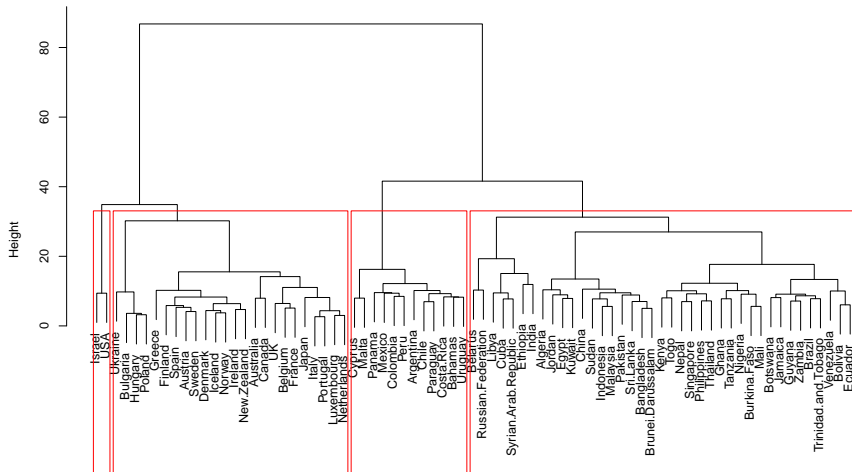 Height
0
20
40
60
80
Israel
USA
Ukraine
Bulgaria
Hungary
Poland
Greece
Finland
Spain
Austria
Sweden
Denmark
Iceland
Norway
Ireland
New.Zealand
Australia
Canada
UK
Belgium
France
Japan
Italy
Portugal
Luxembourg
Netherlands
Cyprus
Malta
Panama
Mexico
Colombia
Peru
Argentina
Chile
Paraguay
Costa.Rica
Bahamas
Uruguay
Belarus
Russian.Federation
Libya
Cuba
Syrian.Arab.Republic
Ethiopia
India
Algeria
Jordan
Egypt
Kuwait
China
Sudan
Indonesia
Malaysia
Pakistan
Sri.Lanka
Bangladesh
Brunei.Darussalam
Kenya
Togo
Nepal
Singapore
Philippines
Thailand
Ghana
Tanzania
Nigeria
Burkina.Faso
Mali
Botswana
Jamaica
Guyana
Zambia
Brazil
Trinidad.and.Tobago
Venezuela
Bolivia
Ecuador